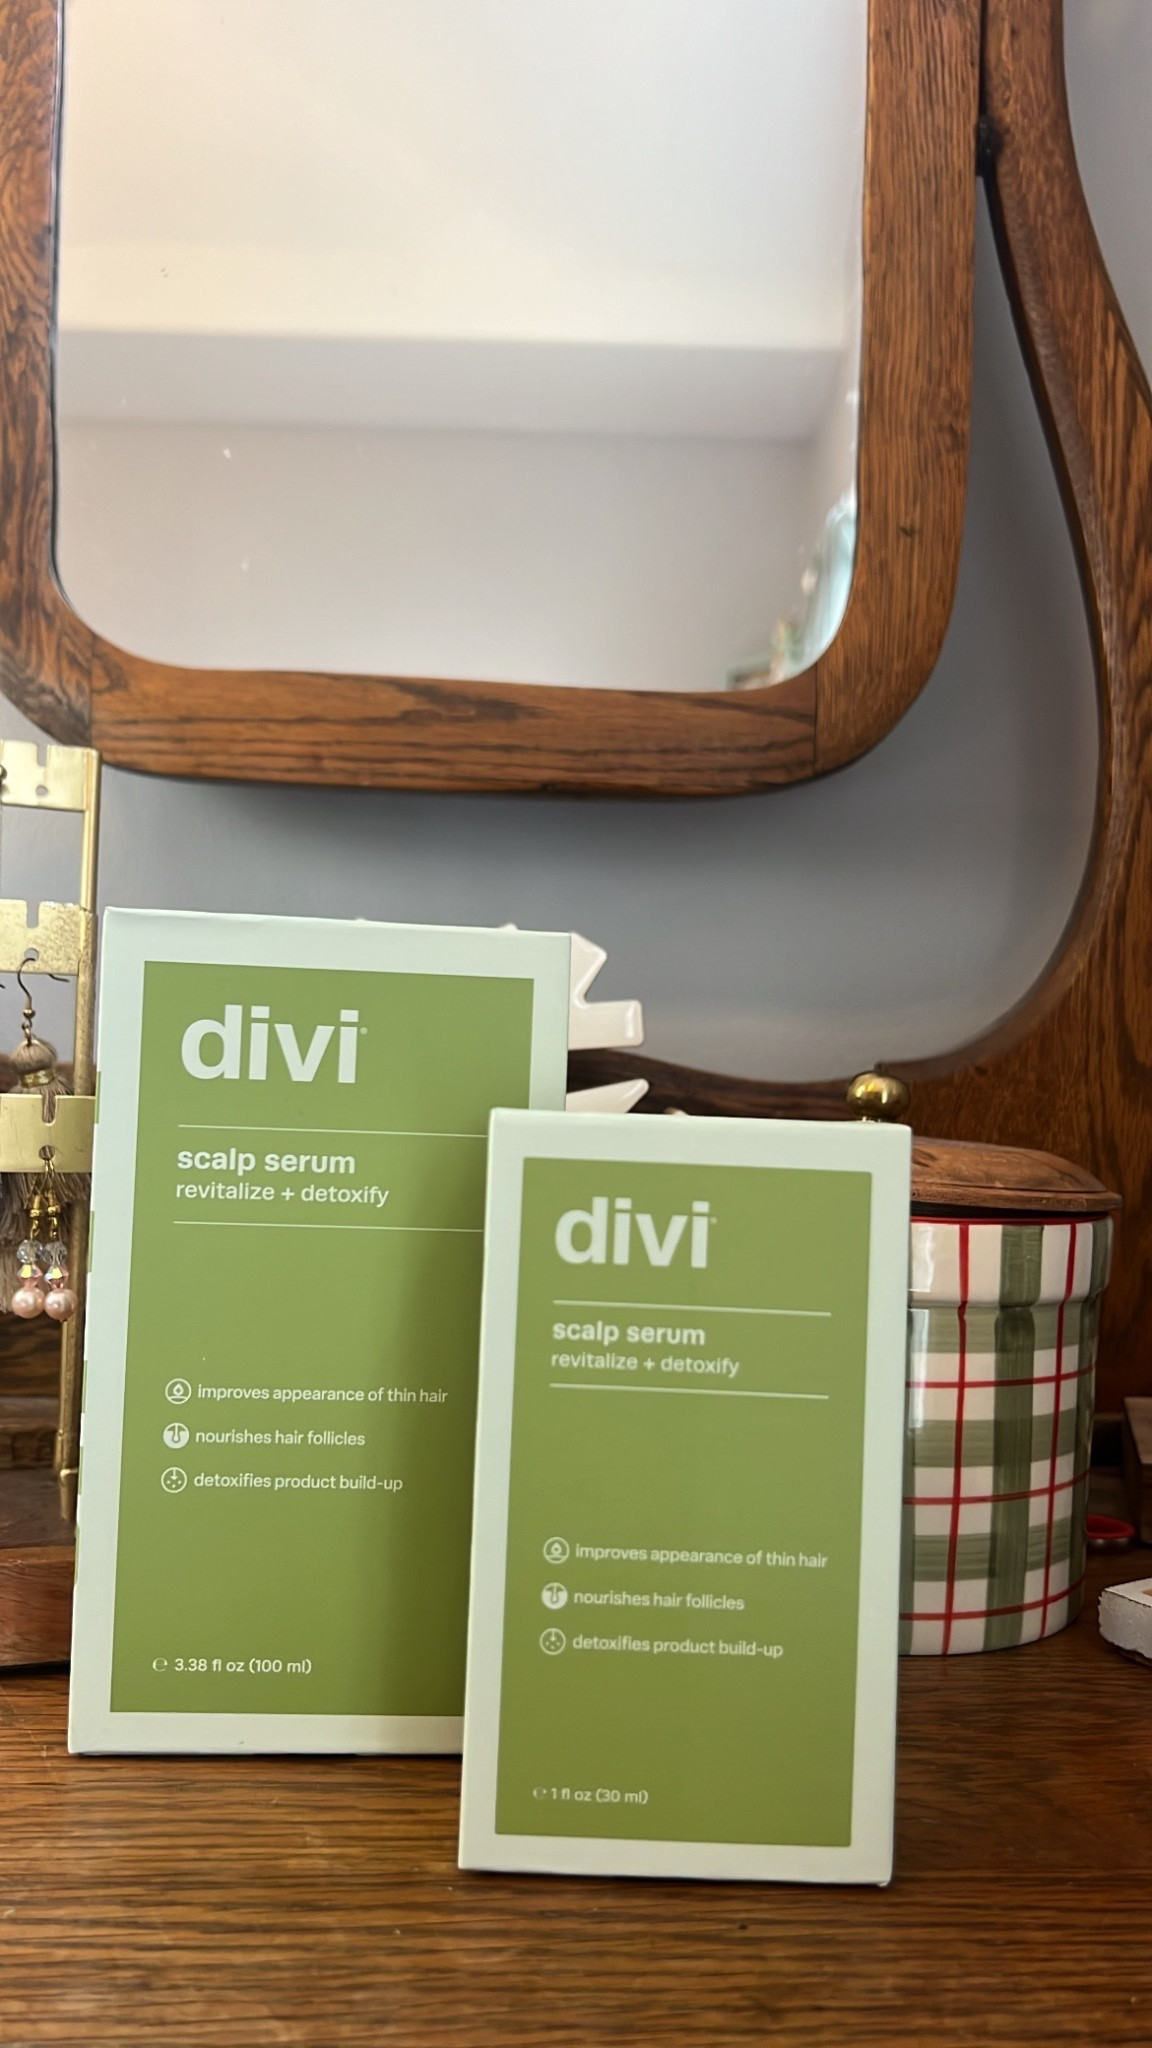 divi
scalp serum
revitalize + detoxify
improves appearance of thin hair
nourishes hair follicles
detoxifies product build-up
℮ 3.38 fl oz (100 ml)
divi
scalp serum
revitalize + detoxify
improves appearance of thin hair
nourishes hair follicles
detoxifies product build-up
℮ 1 fl oz (30 ml)